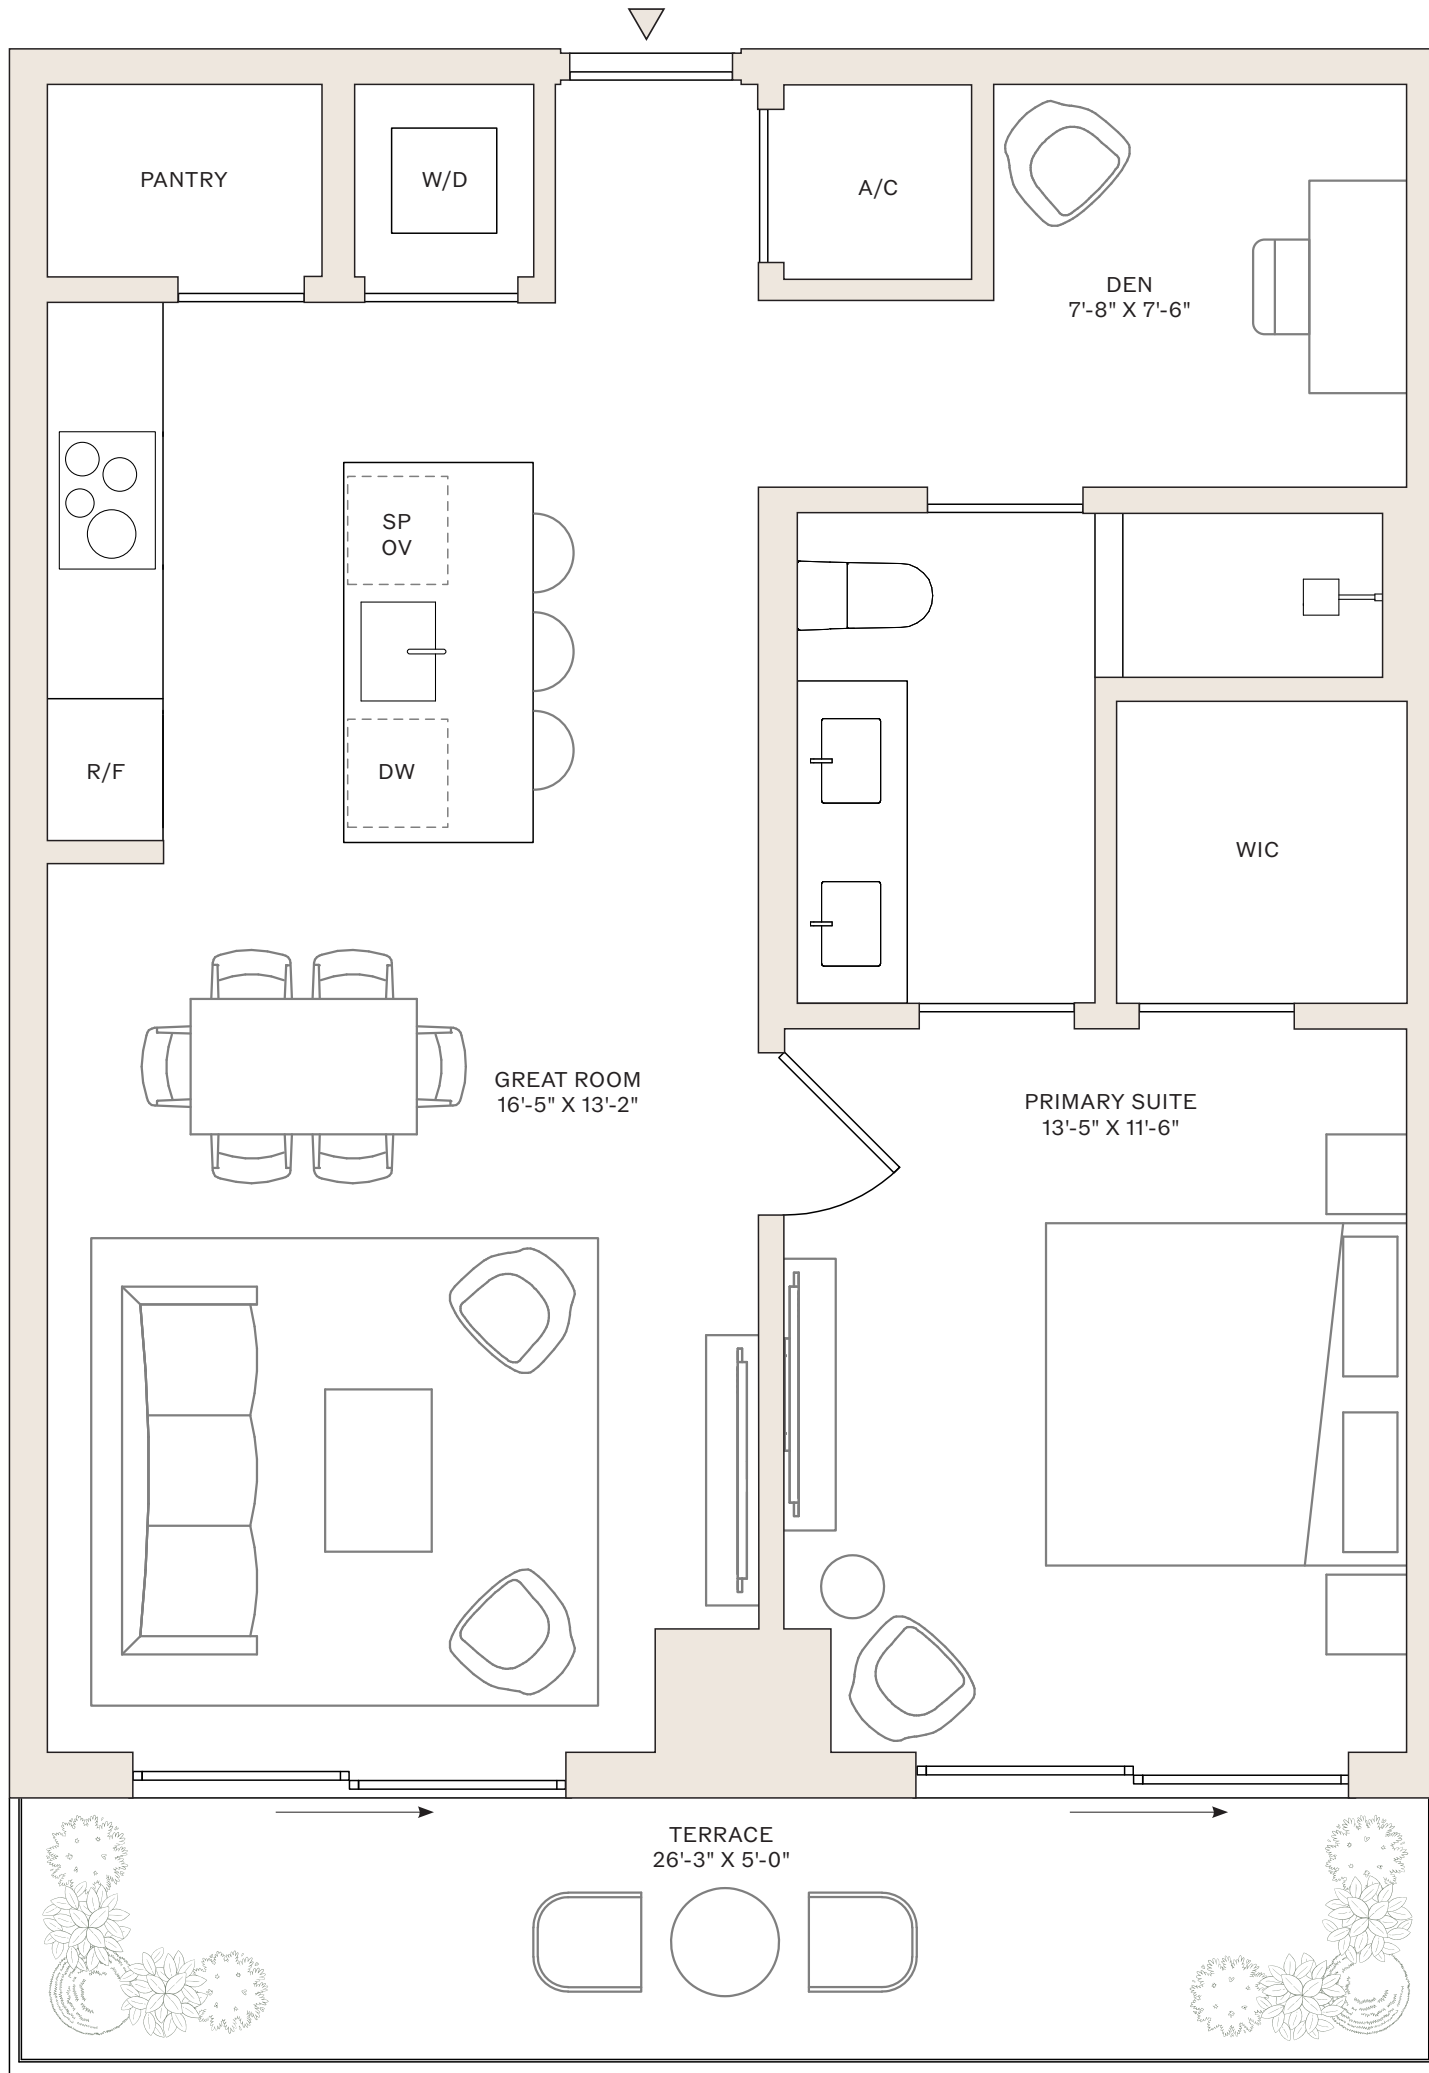 PANTRY
W/D
A/C
DEN
7'-8" X 7'-6"
SP
OV
R/F
DW
WIC
GREAT ROOM
16'-5" X 13'-2"
PRIMARY SUITE
13'-5" X 11'-6"
TERRACE
26'-3" X 5'-0"